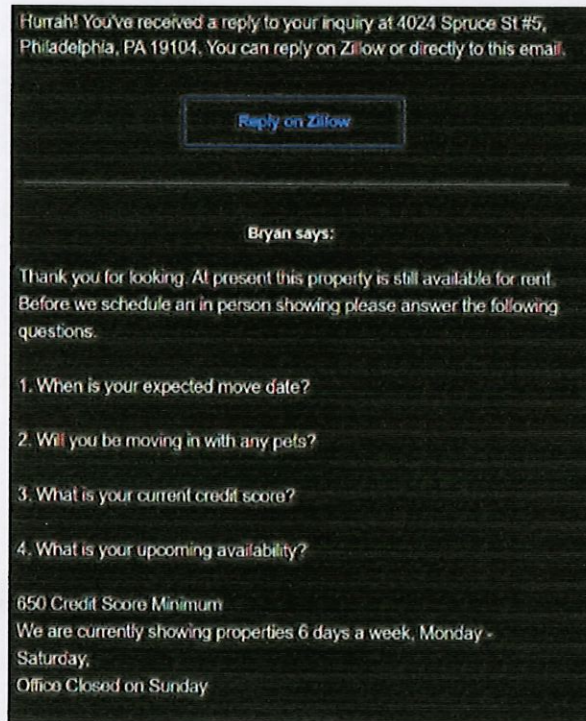 Hurrah! You've received a reply to your inquiry at 4024 Spruce St #5,
Philadelphia, PA 19104. You can reply on Zillow or directly to this email.
Reply on Zillow
Bryan says:
Thank you for looking. At present this property is still available for rent.
Before we schedule an in person showing please answer the following
questions.
1. When is your expected move date?
2. Will you be moving in with any pets?
3. What is your current credit score?
4. What is your upcoming availability?
650 Credit Score Minimum
We are currently showing properties 6 days a week, Monday -
Saturday,
Office Closed on Sunday